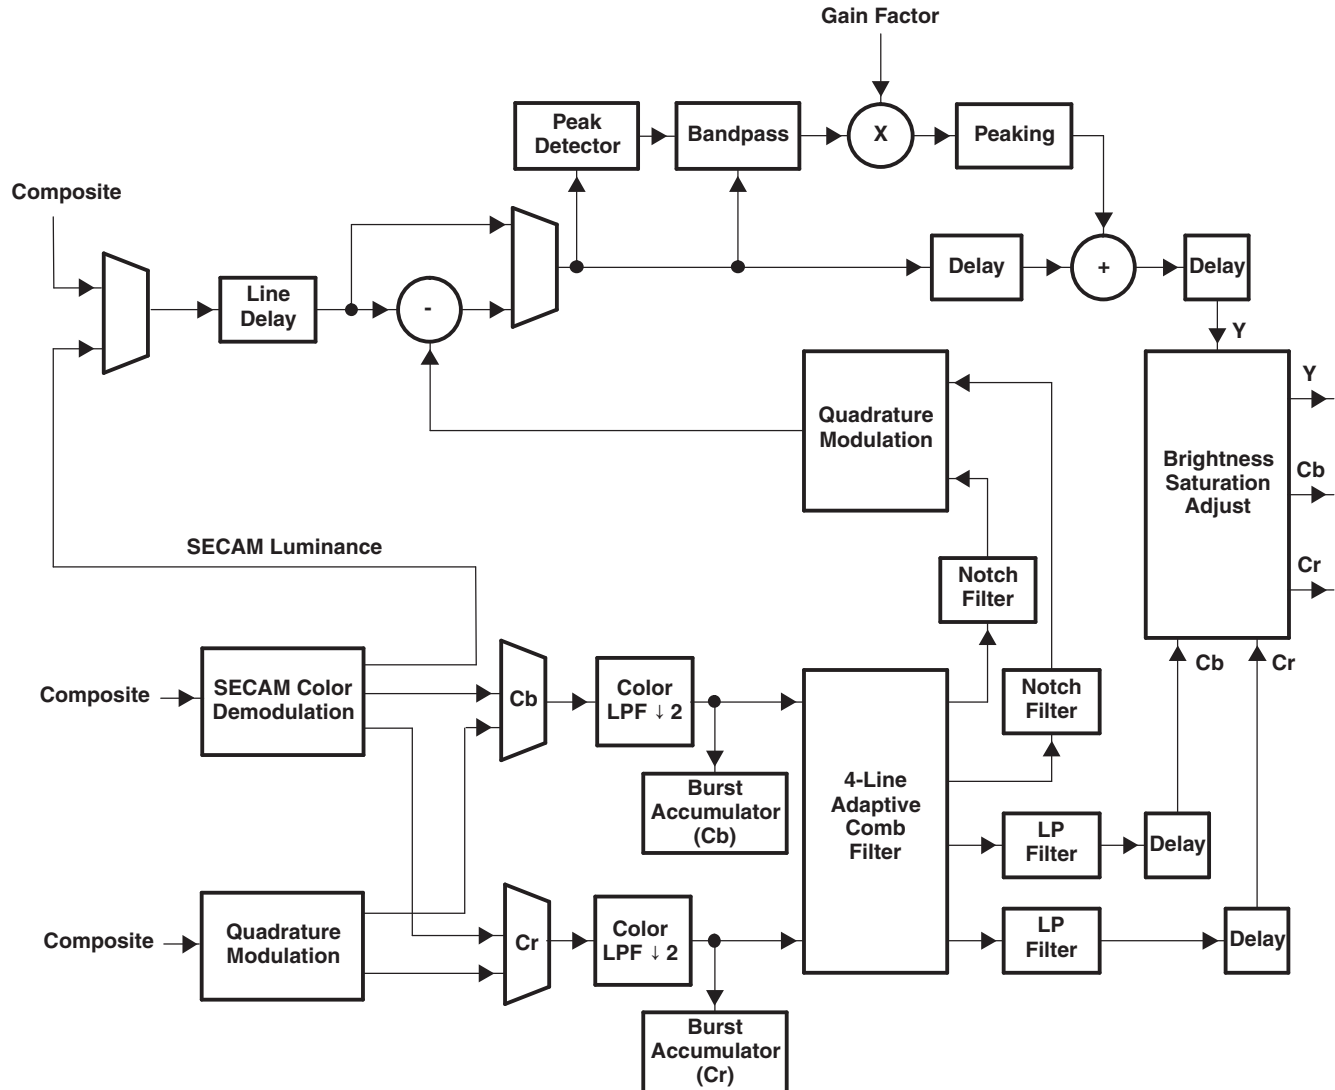 Gain Factor
Peak
Detector
Bandpass
X
Peaking
Composite
Line
Delay
-
Delay
+
Delay
Y
Quadrature
Modulation
Brightness
Saturation
Adjust
Y
Cb
Cr
SECAM Luminance
Notch
Filter
Cb
Cr
Composite
SECAM Color
Demodulation
Cb
Color
LPF ↓ 2
Notch
Filter
Burst
Accumulator
(Cb)
4-Line
Adaptive
Comb
Filter
LP
Filter
Delay
Composite
Quadrature
Modulation
Cr
Color
LPF ↓ 2
LP
Filter
Delay
Burst
Accumulator
(Cr)